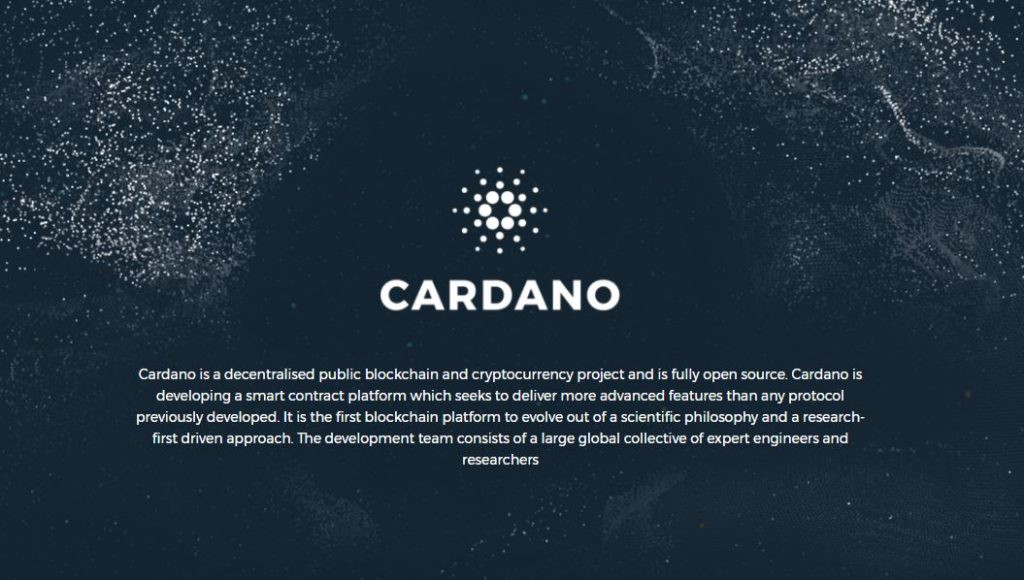 CARDANO
Cardano is a decentralised public blockchain and cryptocurrency project and is fully open source. Cardano is
developing a smart contract platform which seeks to deliver more advanced features than any protocol
previously developed. It is the first blockchain platform to evolve out of a scientific philosophy and a research-
first driven approach. The development team consists of a large global collective of expert engineers and
researchers